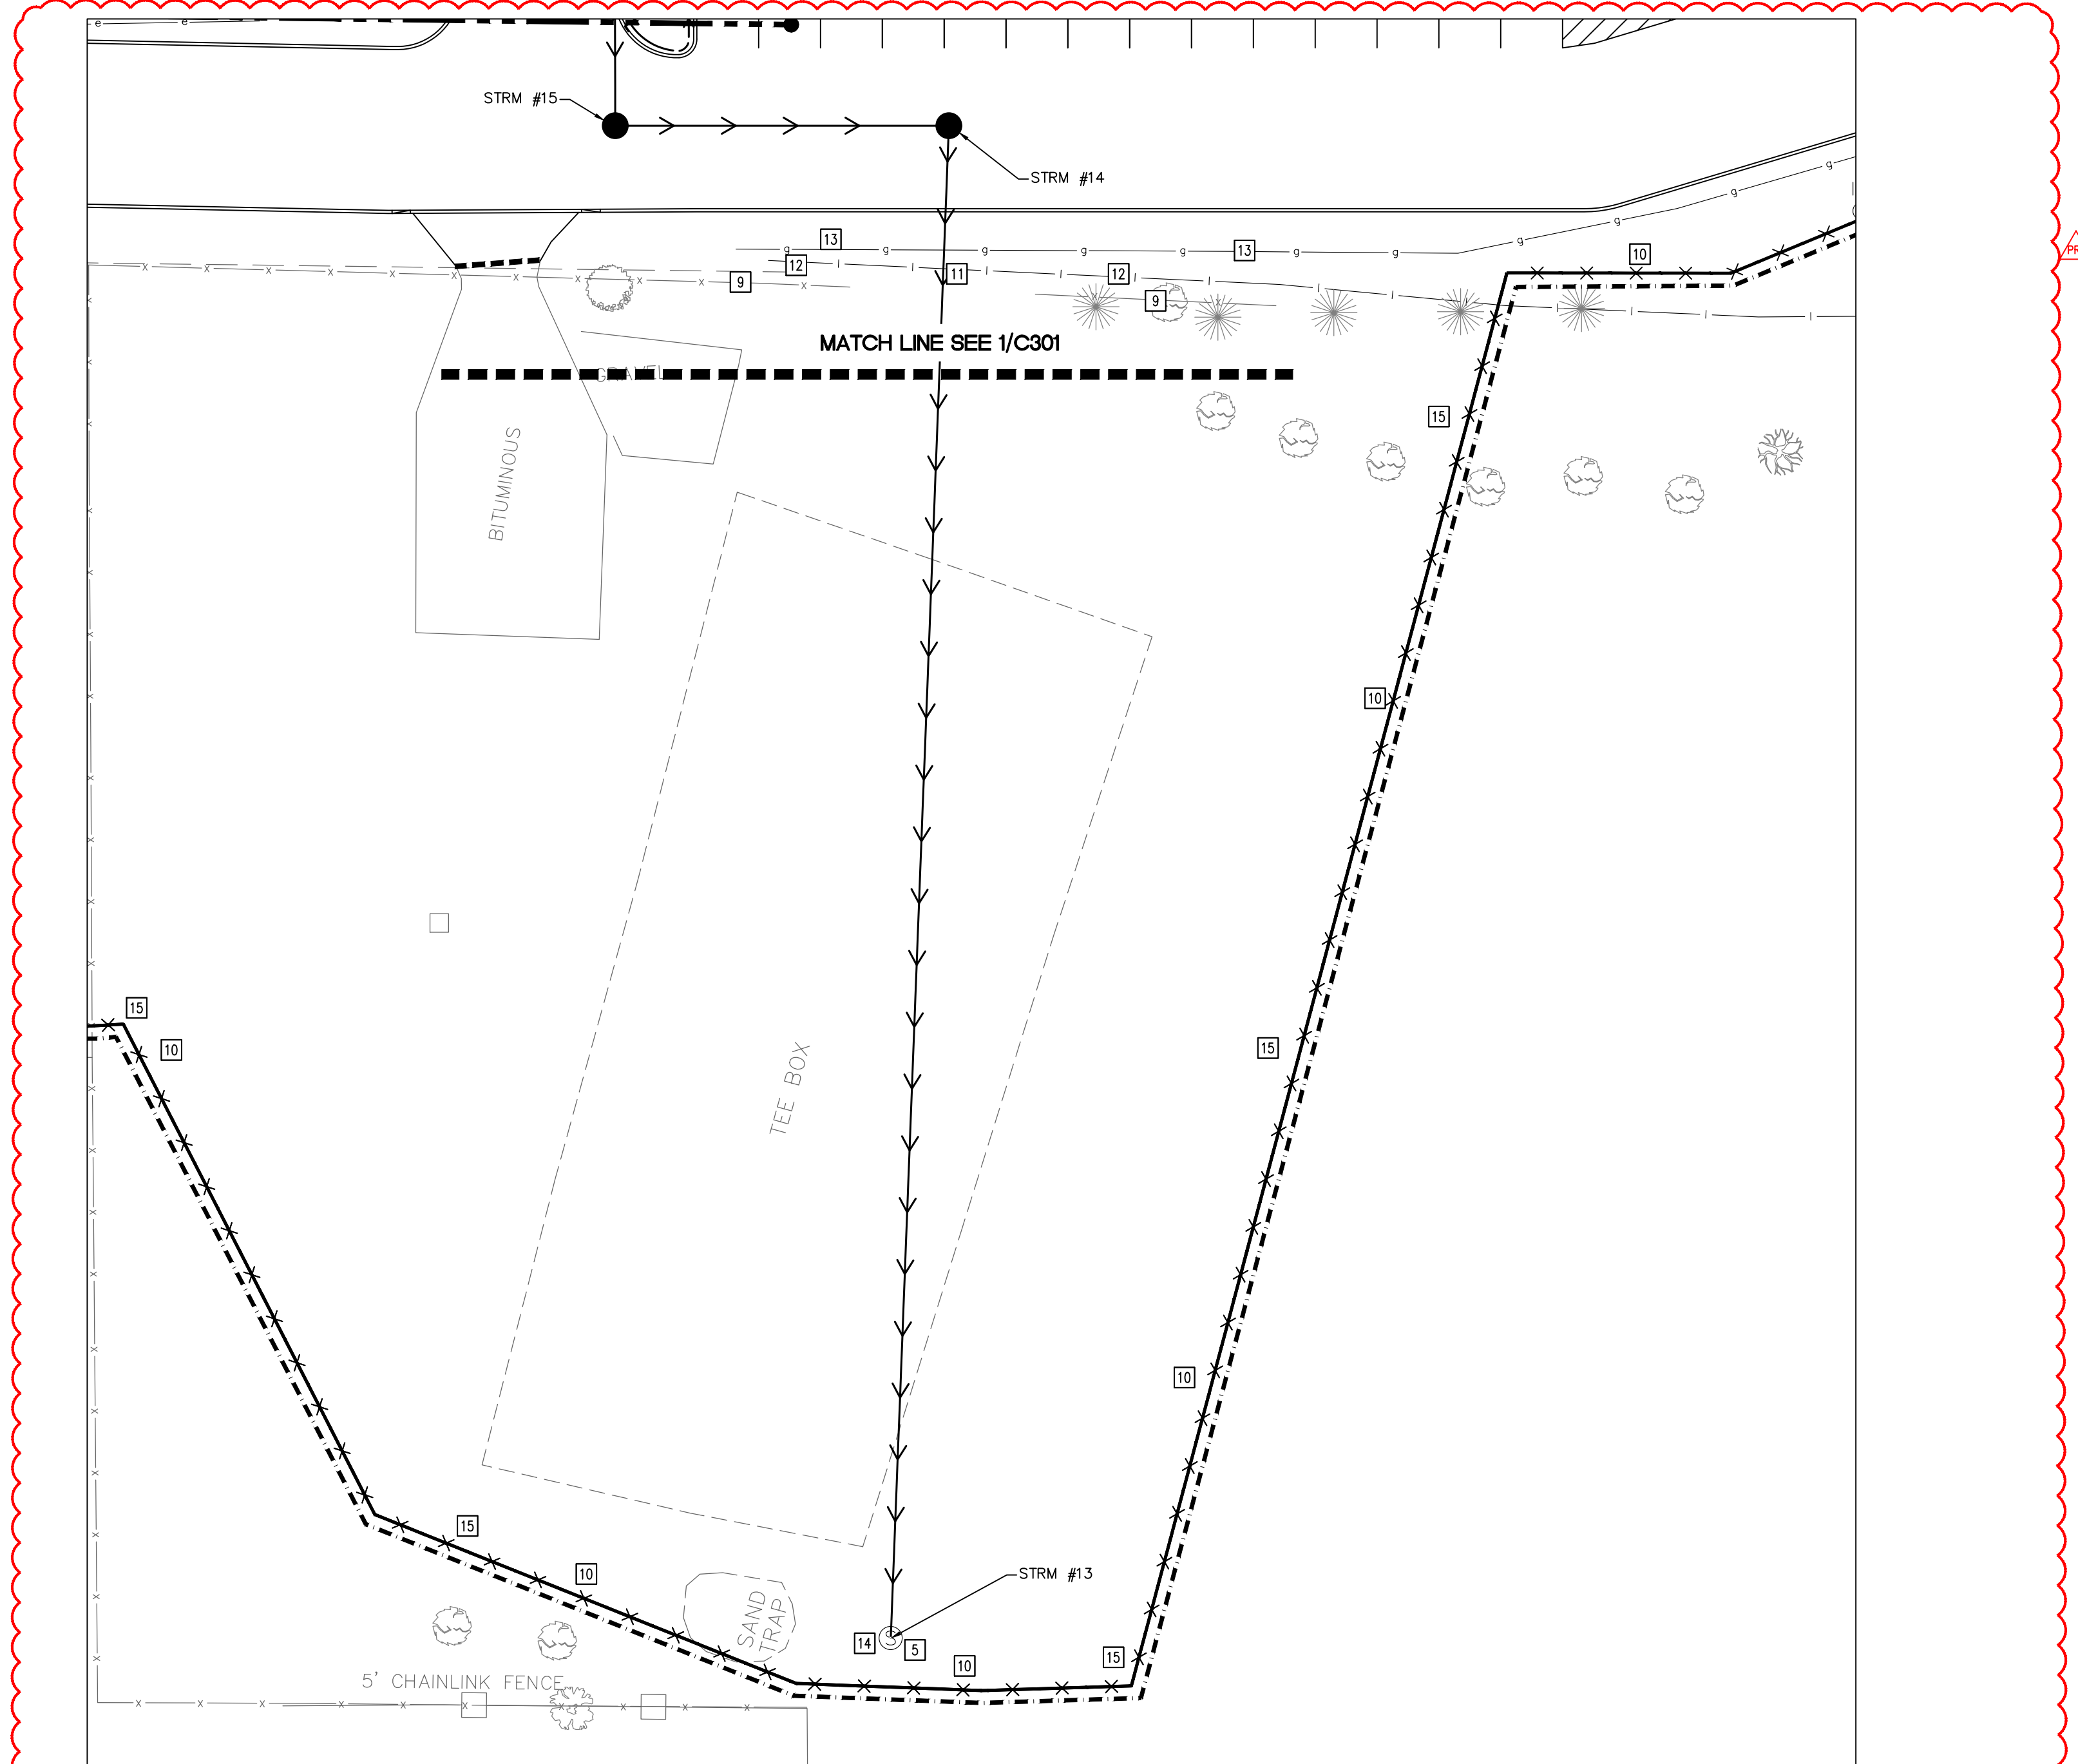 e
e
STRM #15
STRM #14
g
g
13
g
g
g
g
g
13
g
g
g
g
PR
10
12
9
11
12
9
MATCH LINE SEE 1/C301
GRAVEL
15
BITUMINOUS
10
15
10
TEE BOX
15
10
15
10
STRM #13
SAND
TRAP
14
S
5
10
15
5' CHAINLINK FENCE